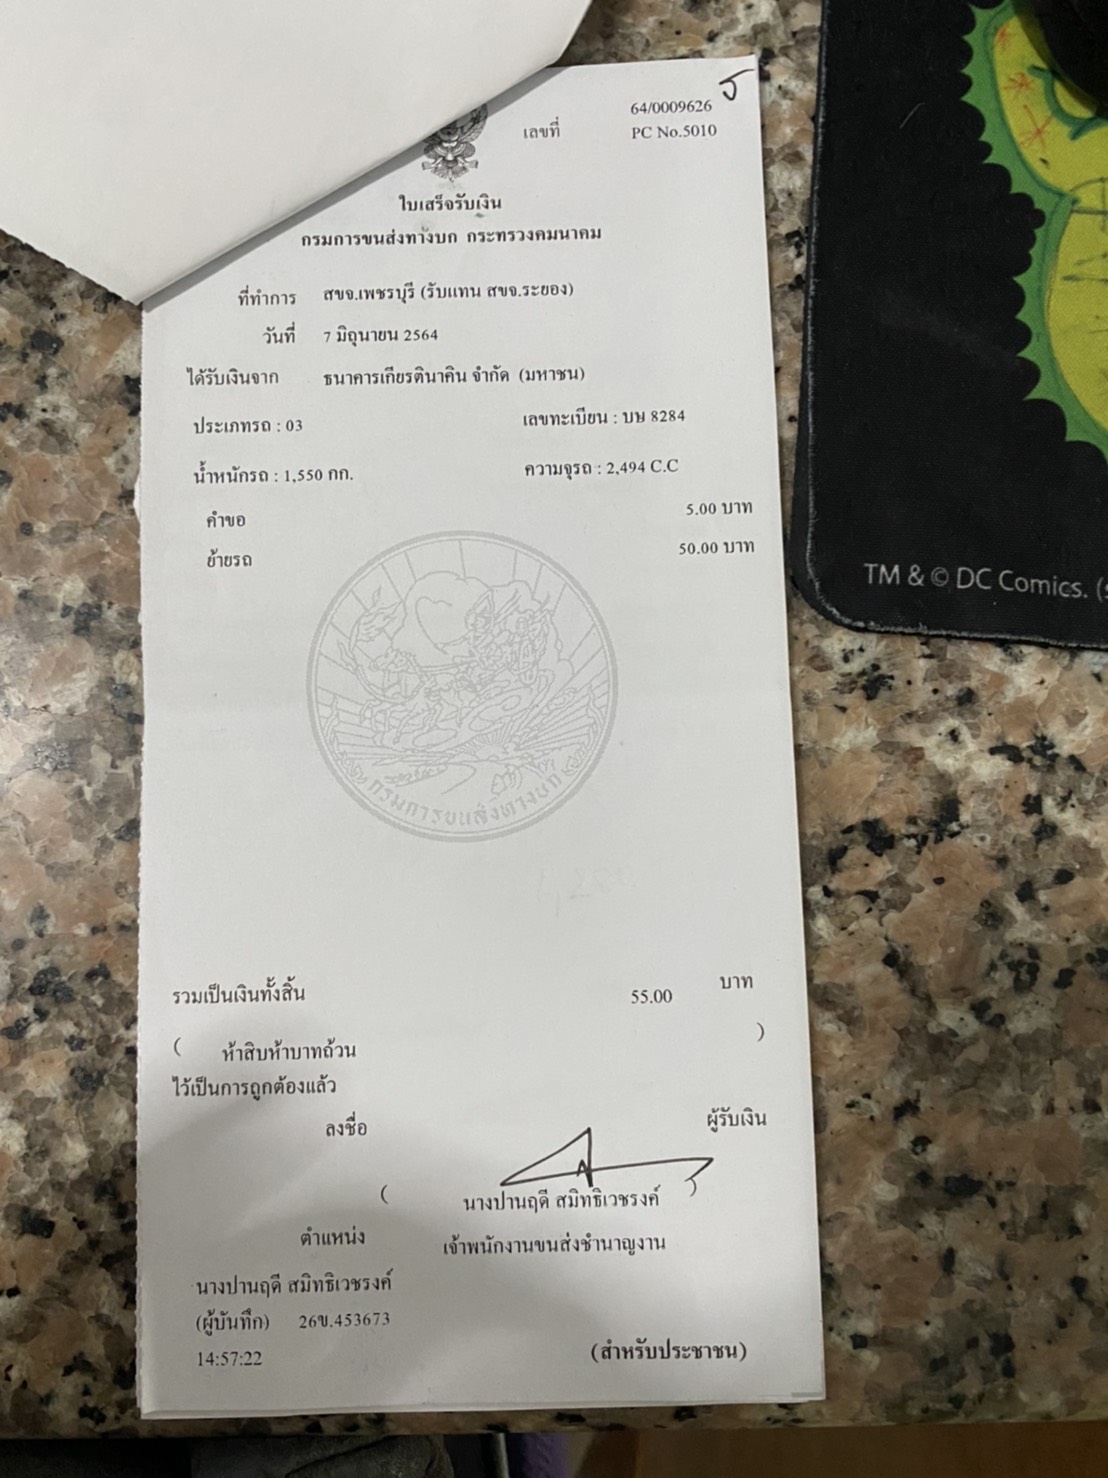 64/0009626
เลขที่ PC No.5010
ใบเสร็จรับเงิน
กรมการขนส่งทางบก กระทรวงคมนาคม
ที่ทำการ สขจ.เพชรบุรี (รับแทน สขจ.ระยอง)
วันที่ 7 มิถุนายน 2564
ได้รับเงินจาก ธนาคารเกียรตินาคิน จำกัด (มหาชน)
ประเภทรถ : 03 เลขทะเบียน : บษ 8284
น้ำหนักรถ : 1,550 กก. ความจุรถ : 2,494 C.C
คำขอ 5.00 บาท
ย้ายรถ 50.00 บาท
กรมการขนส่งทางบก
รวมเป็นเงินทั้งสิ้น 55.00 บาท
( ห้าสิบห้าบาทถ้วน )
ไว้เป็นการถูกต้องแล้ว
ลงชื่อ ผู้รับเงิน
( นางปานฤดี สมิทธิเวชรงค์ )
ตำแหน่ง เจ้าพนักงานขนส่งชำนาญงาน
นางปานฤดี สมิทธิเวชรงค์
(ผู้บันทึก) 26ข.453673
14:57:22 (สำหรับประชาชน)
TM & © DC Comics.